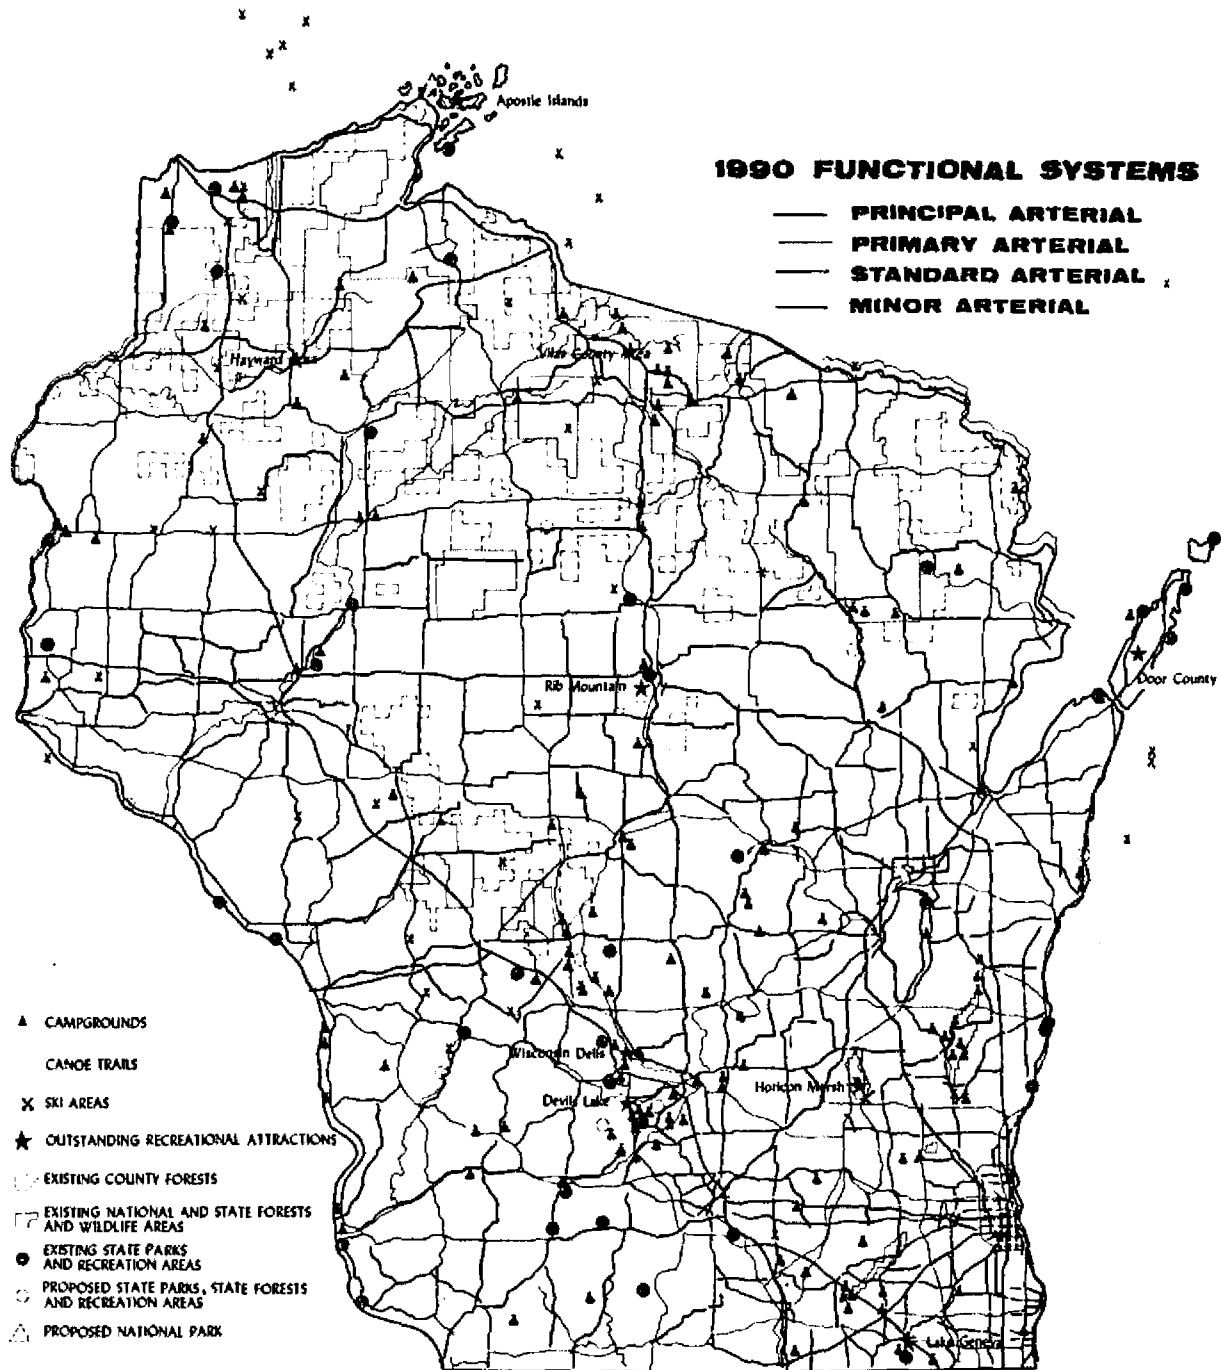 Apostle Islands
1990 FUNCTIONAL SYSTEMS
PRINCIPAL ARTERIAL
PRIMARY ARTERIAL
STANDARD ARTERIAL
MINOR ARTERIAL
Hayward Area
Vilas County Area
Rib Mountain
Door County
Wisconsin Dells
Devils Lake
Horicon Marsh
Lake Geneva
CAMPGROUNDS
CANOE TRAILS
SKI AREAS
OUTSTANDING RECREATIONAL ATTRACTIONS
EXISTING COUNTY FORESTS
EXISTING NATIONAL AND STATE FORESTS
AND WILDLIFE AREAS
EXISTING STATE PARKS
AND RECREATION AREAS
PROPOSED STATE PARKS, STATE FORESTS
AND RECREATION AREAS
PROPOSED NATIONAL PARK